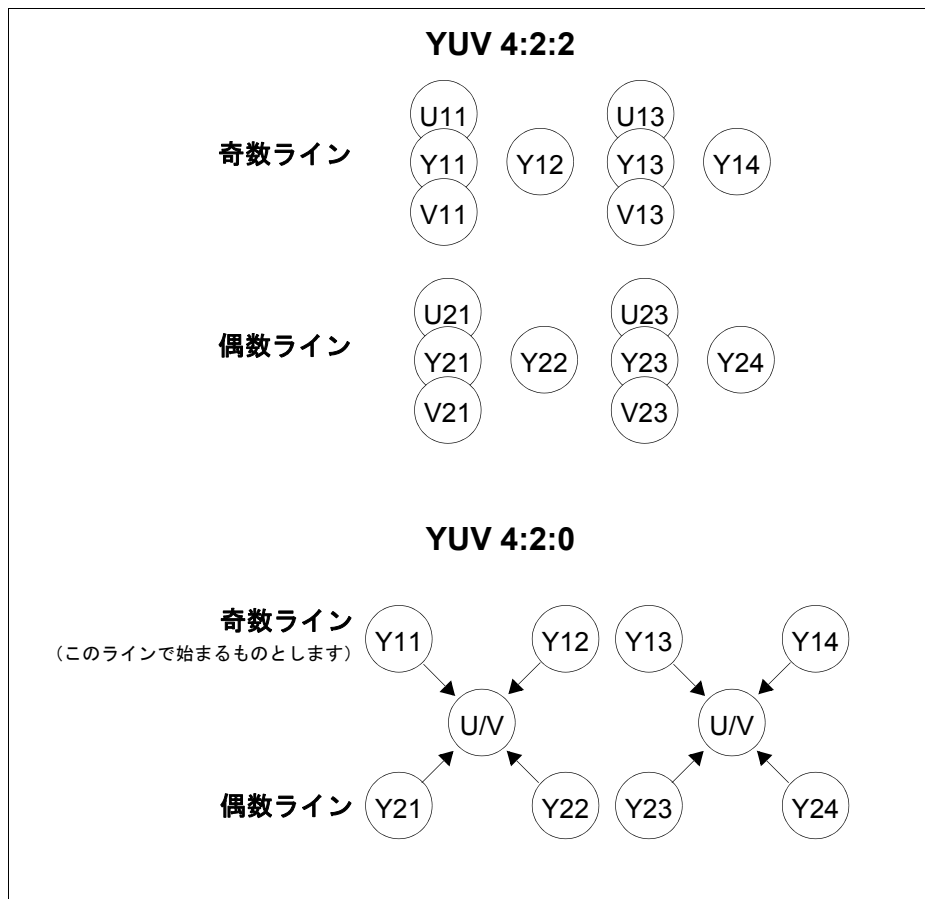 YUV 4:2:2
U11 U13
奇数ライン Y11 Y12 Y13 Y14
V11 V13
U21 U23
偶数ライン Y21 Y22 Y23 Y24
V21 V23
YUV 4:2:0
奇数ライン Y11 Y12 Y13 Y14
（このラインで始まるものとします）
U/V U/V
偶数ライン Y21 Y22 Y23 Y24